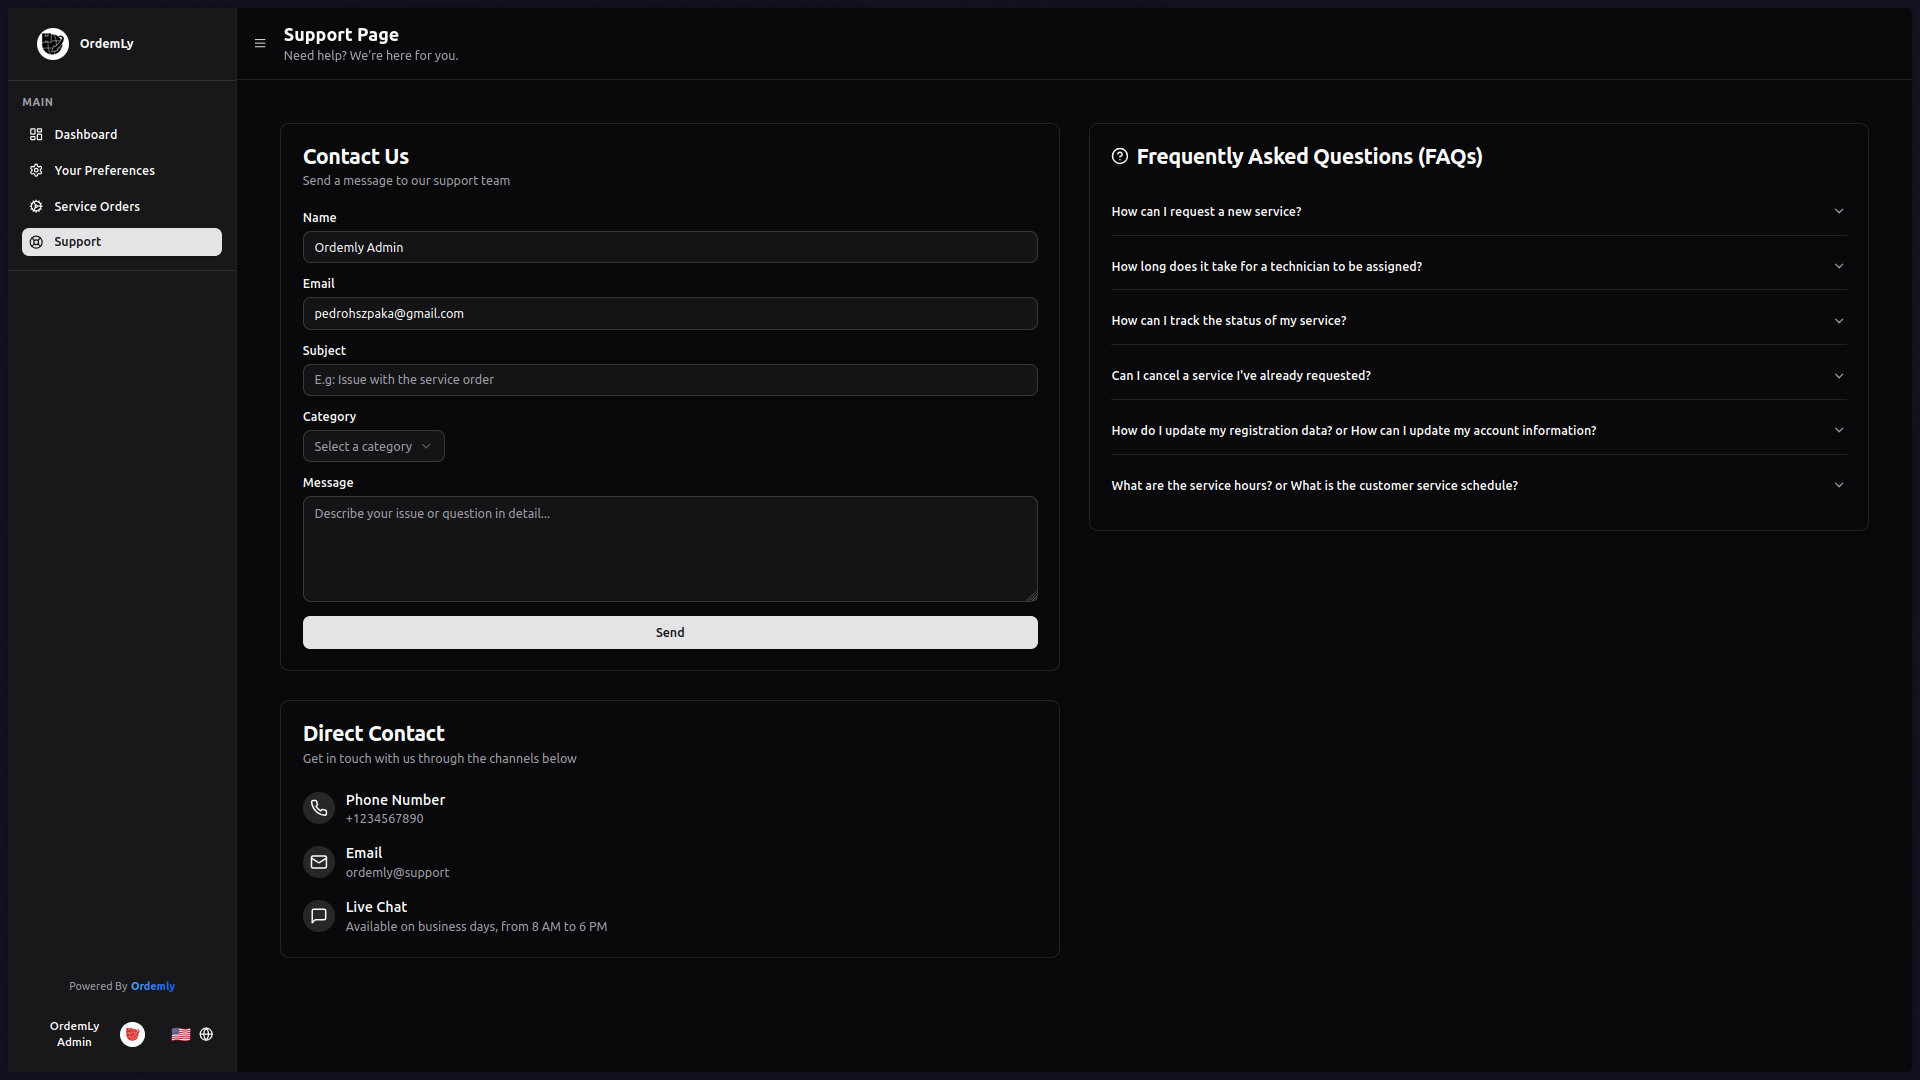 OrdemLy
MAIN
Dashboard
Your Preferences
Service Orders
Support
Powered By Ordemly
OrdemLy
Admin
Support Page
Need help? We're here for you.
Contact Us
Send a message to our support team
Name
Ordemly Admin
Email
pedrohszpaka@gmail.com
Subject
E.g: Issue with the service order
Category
Select a category
Message
Describe your issue or question in detail...
Send
Direct Contact
Get in touch with us through the channels below
Phone Number
+1234567890
Email
ordemly@support
Live Chat
Available on business days, from 8 AM to 6 PM
Frequently Asked Questions (FAQs)
How can I request a new service?
How long does it take for a technician to be assigned?
How can I track the status of my service?
Can I cancel a service I've already requested?
How do I update my registration data? or How can I update my account information?
What are the service hours? or What is the customer service schedule?